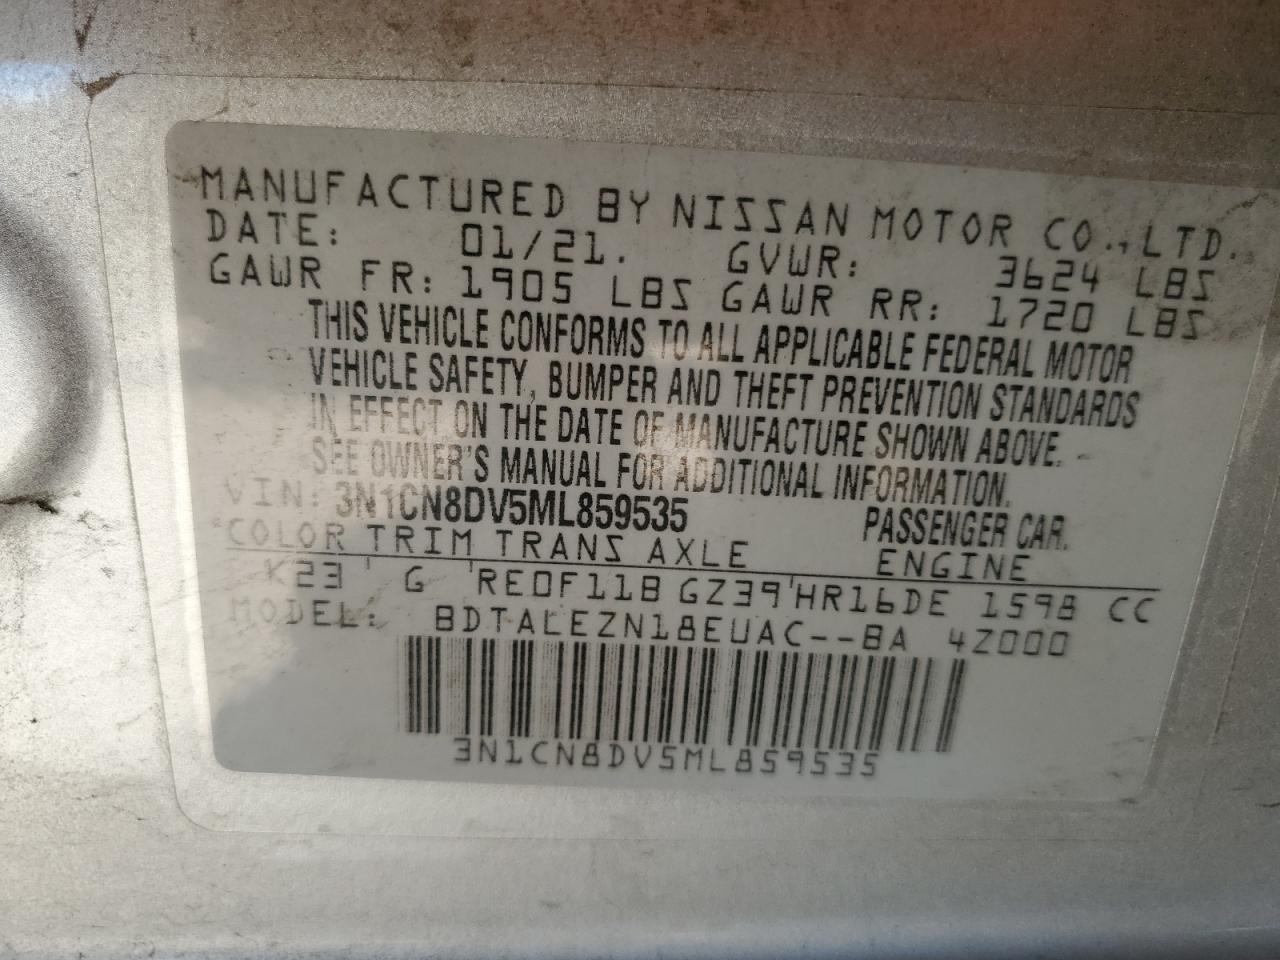 MANUFACTURED BY NISSAN MOTOR CO., LTD.
DATE: 01/21. GVWR: 3624 LBS
GAWR FR: 1905 LBS GAWR RR: 1720 LBS
THIS VEHICLE CONFORMS TO ALL APPLICABLE FEDERAL MOTOR
VEHICLE SAFETY, BUMPER AND THEFT PREVENTION STANDARDS
IN EFFECT ON THE DATE OF MANUFACTURE SHOWN ABOVE.
SEE OWNER'S MANUAL FOR ADDITIONAL INFORMATION.
VIN: 3N1CN8DV5ML859535 PASSENGER CAR.
COLOR TRIM TRANS AXLE ENGINE
K23 ' G 'RE0F11B GZ39'HR16DE 1598 CC
MODEL: BDTALEZN18EUAC--BA 4Z000
3N1CN8DV5ML859535